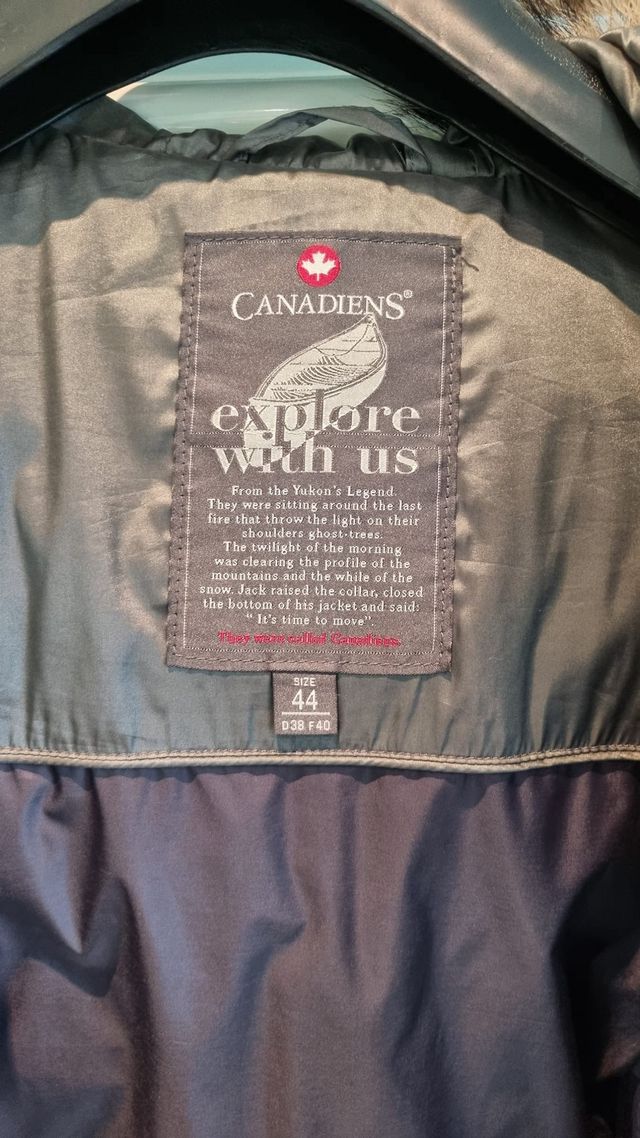 CANADIENS®
explore
with us
From the Yukon's Legend.
They were sitting around the last
fire that throw the light on their
shoulders ghost-trees.
The twilight of the morning
was clearing the profile of the
mountains and the while of the
snow. Jack raised the collar, closed
the bottom of his jacket and said:
" It's time to move".
They were called Canadiens.
SIZE
44
D38 F40